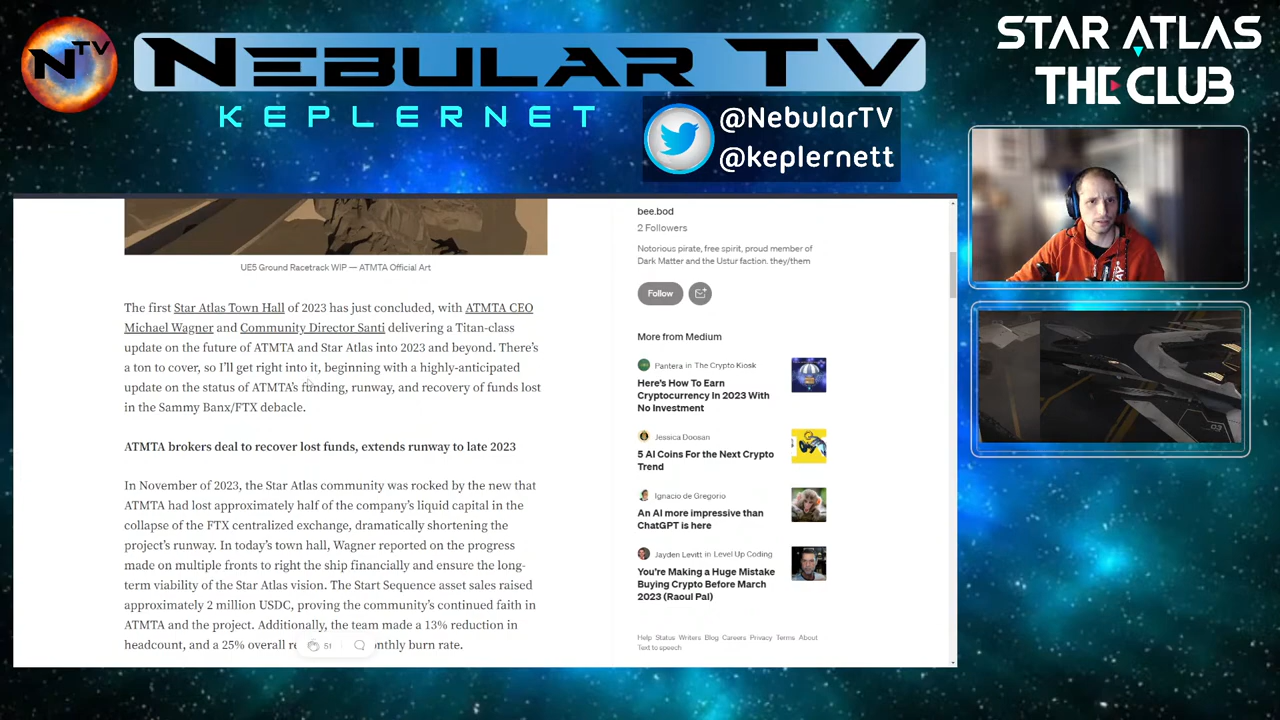 NTV
NEBULAR TV
KEPLERNET
@NebularTV
@keplernett
STAR ATLAS
THE CLUB
UE5 Ground Racetrack WIP — ATMTA Official Art
The first Star Atlas Town Hall of 2023 has just concluded, with ATMTA CEO
Michael Wagner and Community Director Santi delivering a Titan-class
update on the future of ATMTA and Star Atlas into 2023 and beyond. There's
a ton to cover, so I'll get right into it, beginning with a highly-anticipated
update on the status of ATMTA's funding, runway, and recovery of funds lost
in the Sammy Banx/FTX debacle.
ATMTA brokers deal to recover lost funds, extends runway to late 2023
In November of 2023, the Star Atlas community was rocked by the new that
ATMTA had lost approximately half of the company's liquid capital in the
collapse of the FTX centralized exchange, dramatically shortening the
project's runway. In today's town hall, Wagner reported on the progress
made on multiple fronts to right the ship financially and ensure the long-
term viability of the Star Atlas vision. The Start Sequence asset sales raised
approximately 2 million USDC, proving the community's continued faith in
ATMTA and the project. Additionally, the team made a 13% reduction in
headcount, and a 25% overall re nthly burn rate.
51
bee.bod
2 Followers
Notorious pirate, free spirit, proud member of
Dark Matter and the Ustur faction. they/them
Follow
More from Medium
Pantera in The Crypto Kiosk
Here's How To Earn
Cryptocurrency In 2023 With
No Investment
Jessica Doosan
5 AI Coins For the Next Crypto
Trend
Ignacio de Gregorio
An AI more impressive than
ChatGPT is here
Jayden Levitt in Level Up Coding
You're Making a Huge Mistake
Buying Crypto Before March
2023 (Raoul Pal)
Help Status Writers Blog Careers Privacy Terms About
Text to speech